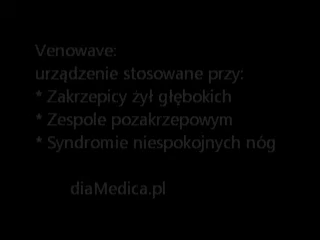 Venowave:
urządzenie stosowane przy:
* Zakrzepicy żył głębokich
* Zespole pozakrzepowym
* Syndromie niespokojnych nóg
diaMedica.pl